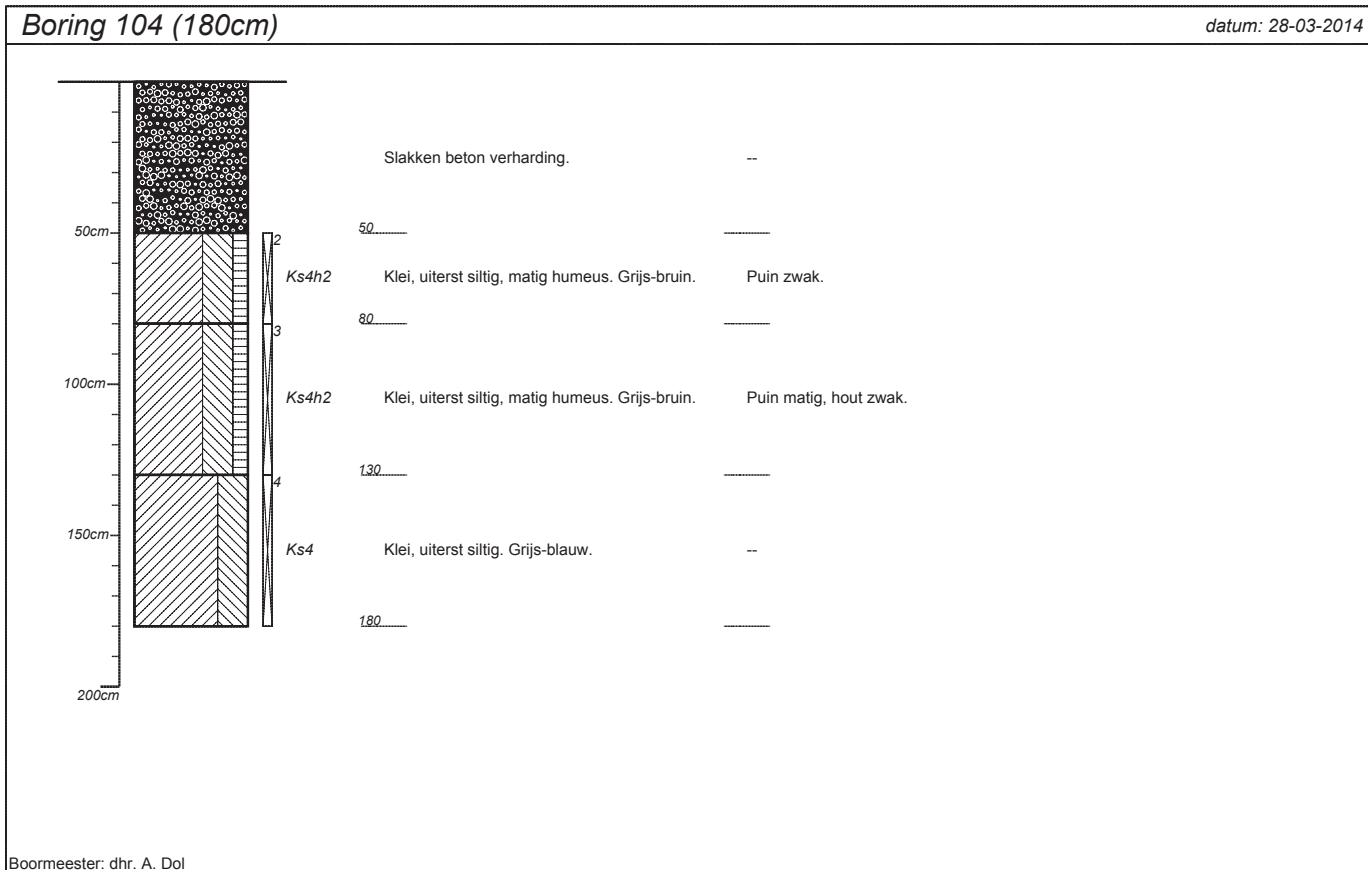 Boring 104 (180cm) datum: 28-03-2014
Slakken beton verharding. --
50cm 50
2
Ks4h2 Klei, uiterst siltig, matig humeus. Grijs-bruin. Puin zwak.
80
3
100cm Ks4h2 Klei, uiterst siltig, matig humeus. Grijs-bruin. Puin matig, hout zwak.
130
4
150cm
Ks4 Klei, uiterst siltig. Grijs-blauw. --
180
200cm
Boormeester: dhr. A. Dol